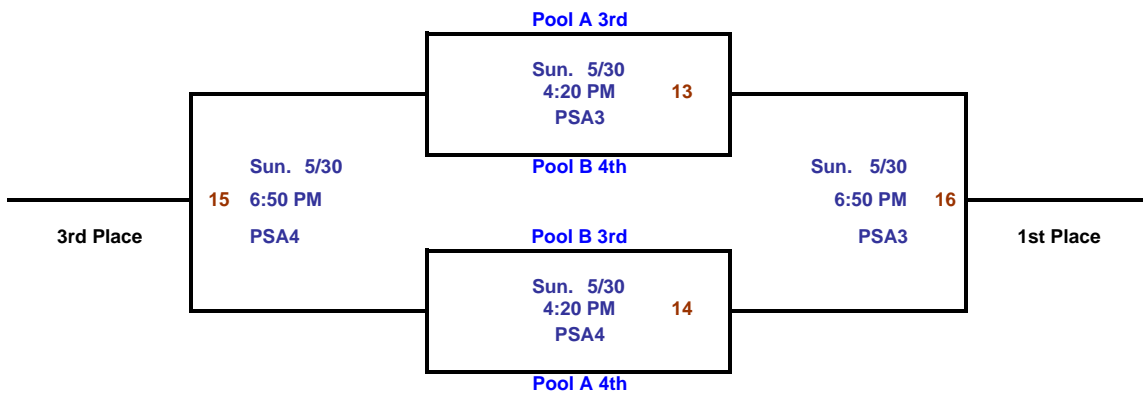 Pool A 3rd
Sun. 5/30
4:20 PM 13
PSA3
Pool B 4th
Sun. 5/30
15 6:50 PM
PSA4
3rd Place
Sun. 5/30
6:50 PM 16
PSA3
1st Place
Pool B 3rd
Sun. 5/30
4:20 PM 14
PSA4
Pool A 4th